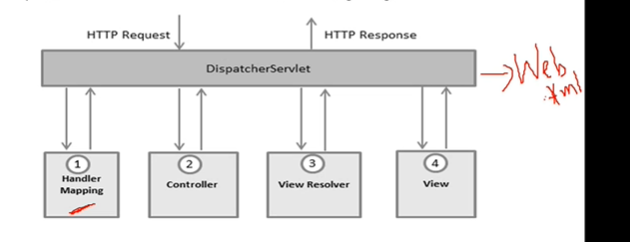 HTTP Request
HTTP Response
DispatcherServlet
Web
.xml
1
Handler
Mapping
2
Controller
3
View Resolver
4
View